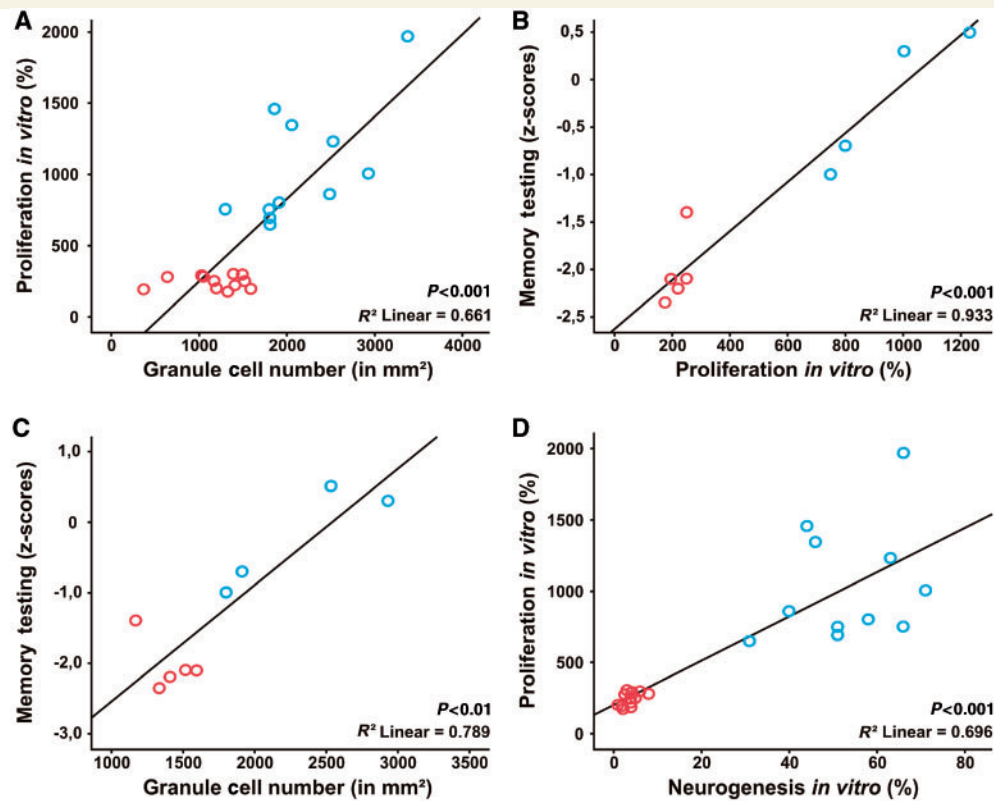 A
Proliferation in vitro (%)
2000
1500
1000
500
0
P<0.001
R² Linear = 0.661
0 1000 2000 3000 4000
Granule cell number (in mm²)
B
Memory testing (z-scores)
0,5
0
-0,5
-1,0
-1,5
-2,0
-2,5
P<0.001
R² Linear = 0.933
0 200 400 600 800 1000 1200
Proliferation in vitro (%)
C
Memory testing (z-scores)
1,0
0
-1,0
-2,0
-3,0
P<0.01
R² Linear = 0.789
1000 1500 2000 2500 3000 3500
Granule cell number (in mm²)
D
Proliferation in vitro (%)
2000
1500
1000
500
0
P<0.001
R² Linear = 0.696
0 20 40 60 80
Neurogenesis in vitro (%)